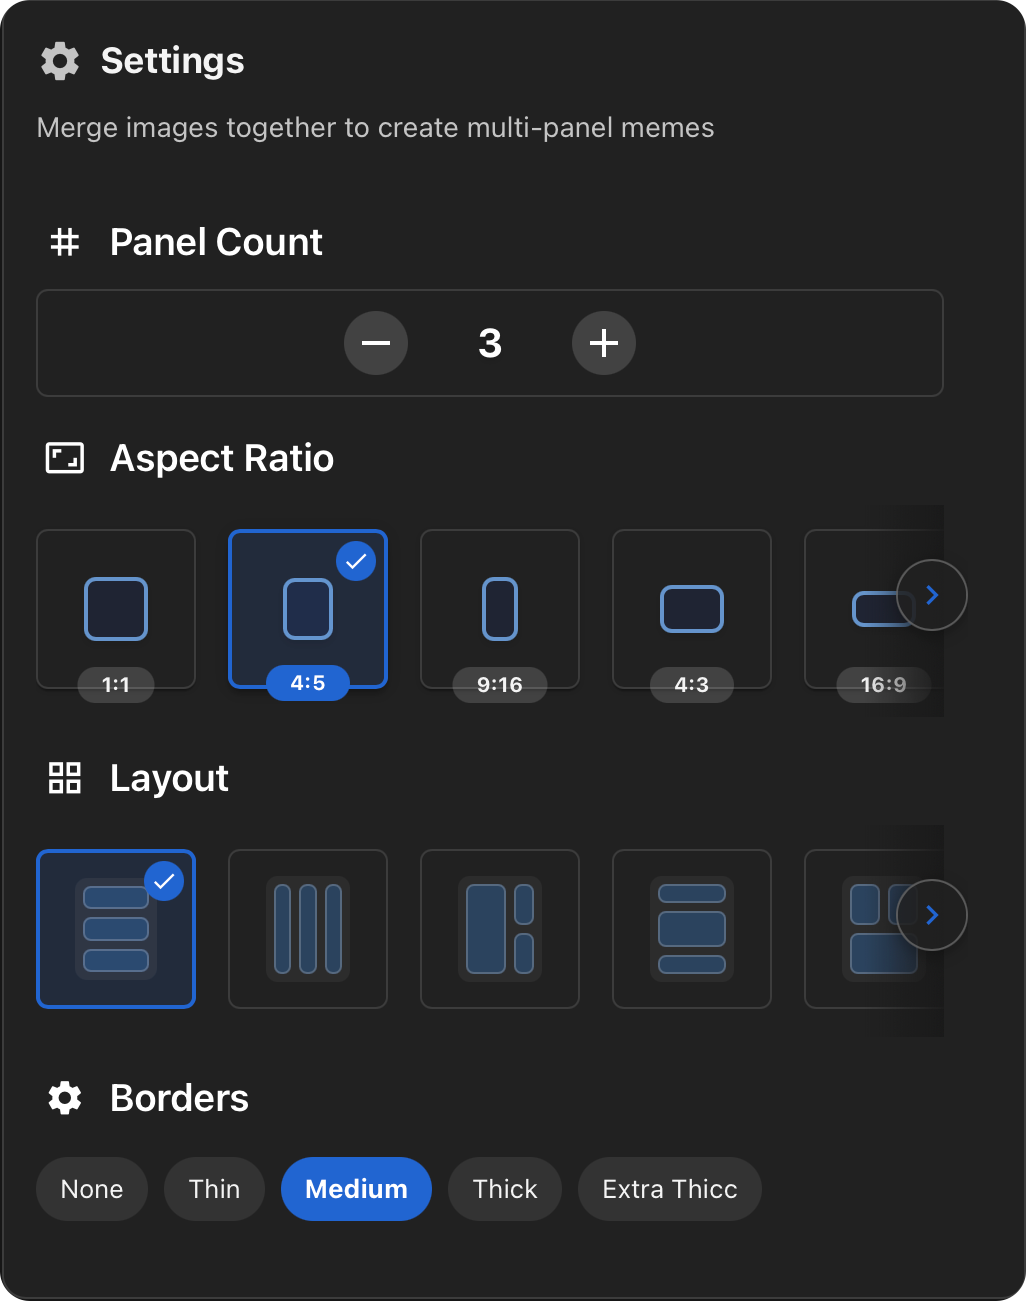 Settings
Merge images together to create multi-panel memes
Panel Count
3
Aspect Ratio
1:1
4:5
9:16
4:3
16:9
Layout
Borders
None
Thin
Medium
Thick
Extra Thicc